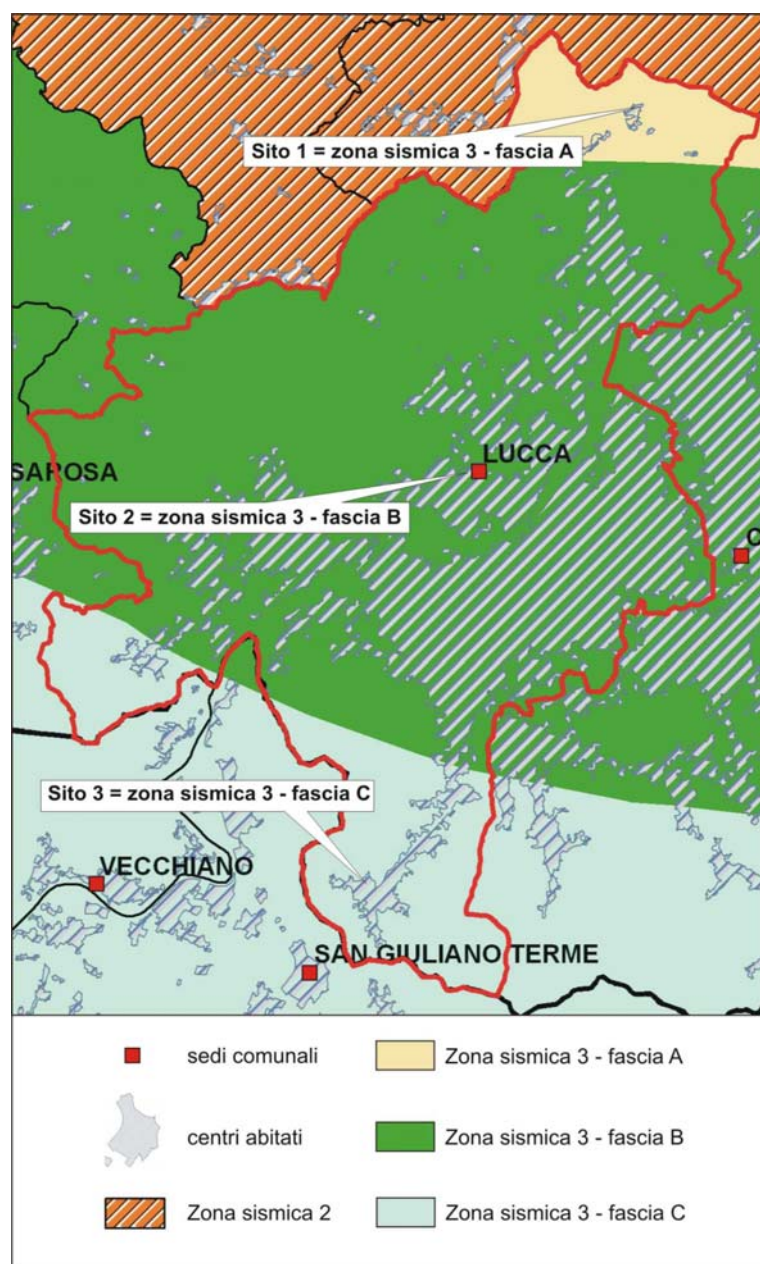 Sito 1 = zona sismica 3 - fascia A
LUCCA
SAROSA
Sito 2 = zona sismica 3 - fascia B
C
Sito 3 = zona sismica 3 - fascia C
VECCHIANO
SAN GIULIANO TERME
sedi comunali
Zona sismica 3 - fascia A
centri abitati
Zona sismica 3 - fascia B
Zona sismica 2
Zona sismica 3 - fascia C